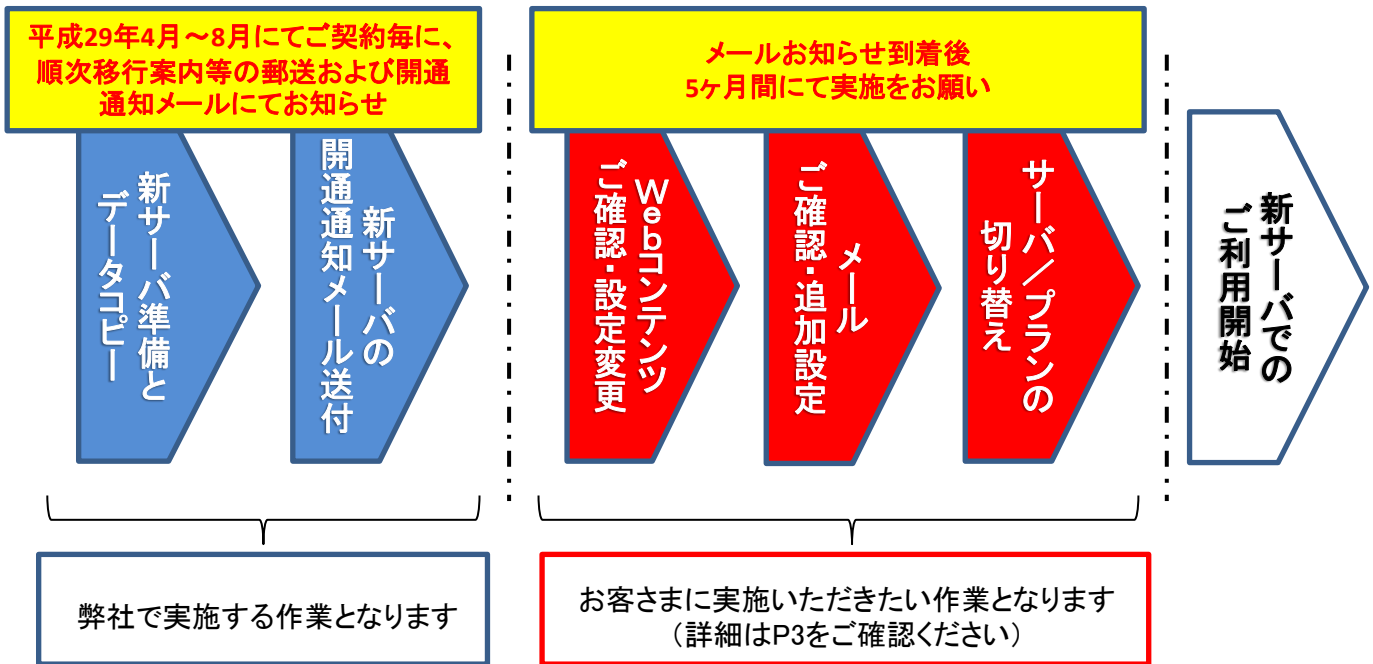 平成29年4月～8月にてご契約毎に、
順次移行案内等の郵送および開通
通知メールにてお知らせ
メールお知らせ到着後
5ヶ月間にて実施をお願い
新サーバ準備と
データコピー
新サーバの
開通通知メール送付
Ｗｅｂコンテンツ
ご確認・設定変更
メール
ご確認・追加設定
サーバ／プランの
切り替え
新サーバでの
ご利用開始
弊社で実施する作業となります
お客さまに実施いただきたい作業となります
（詳細はP3をご確認ください）